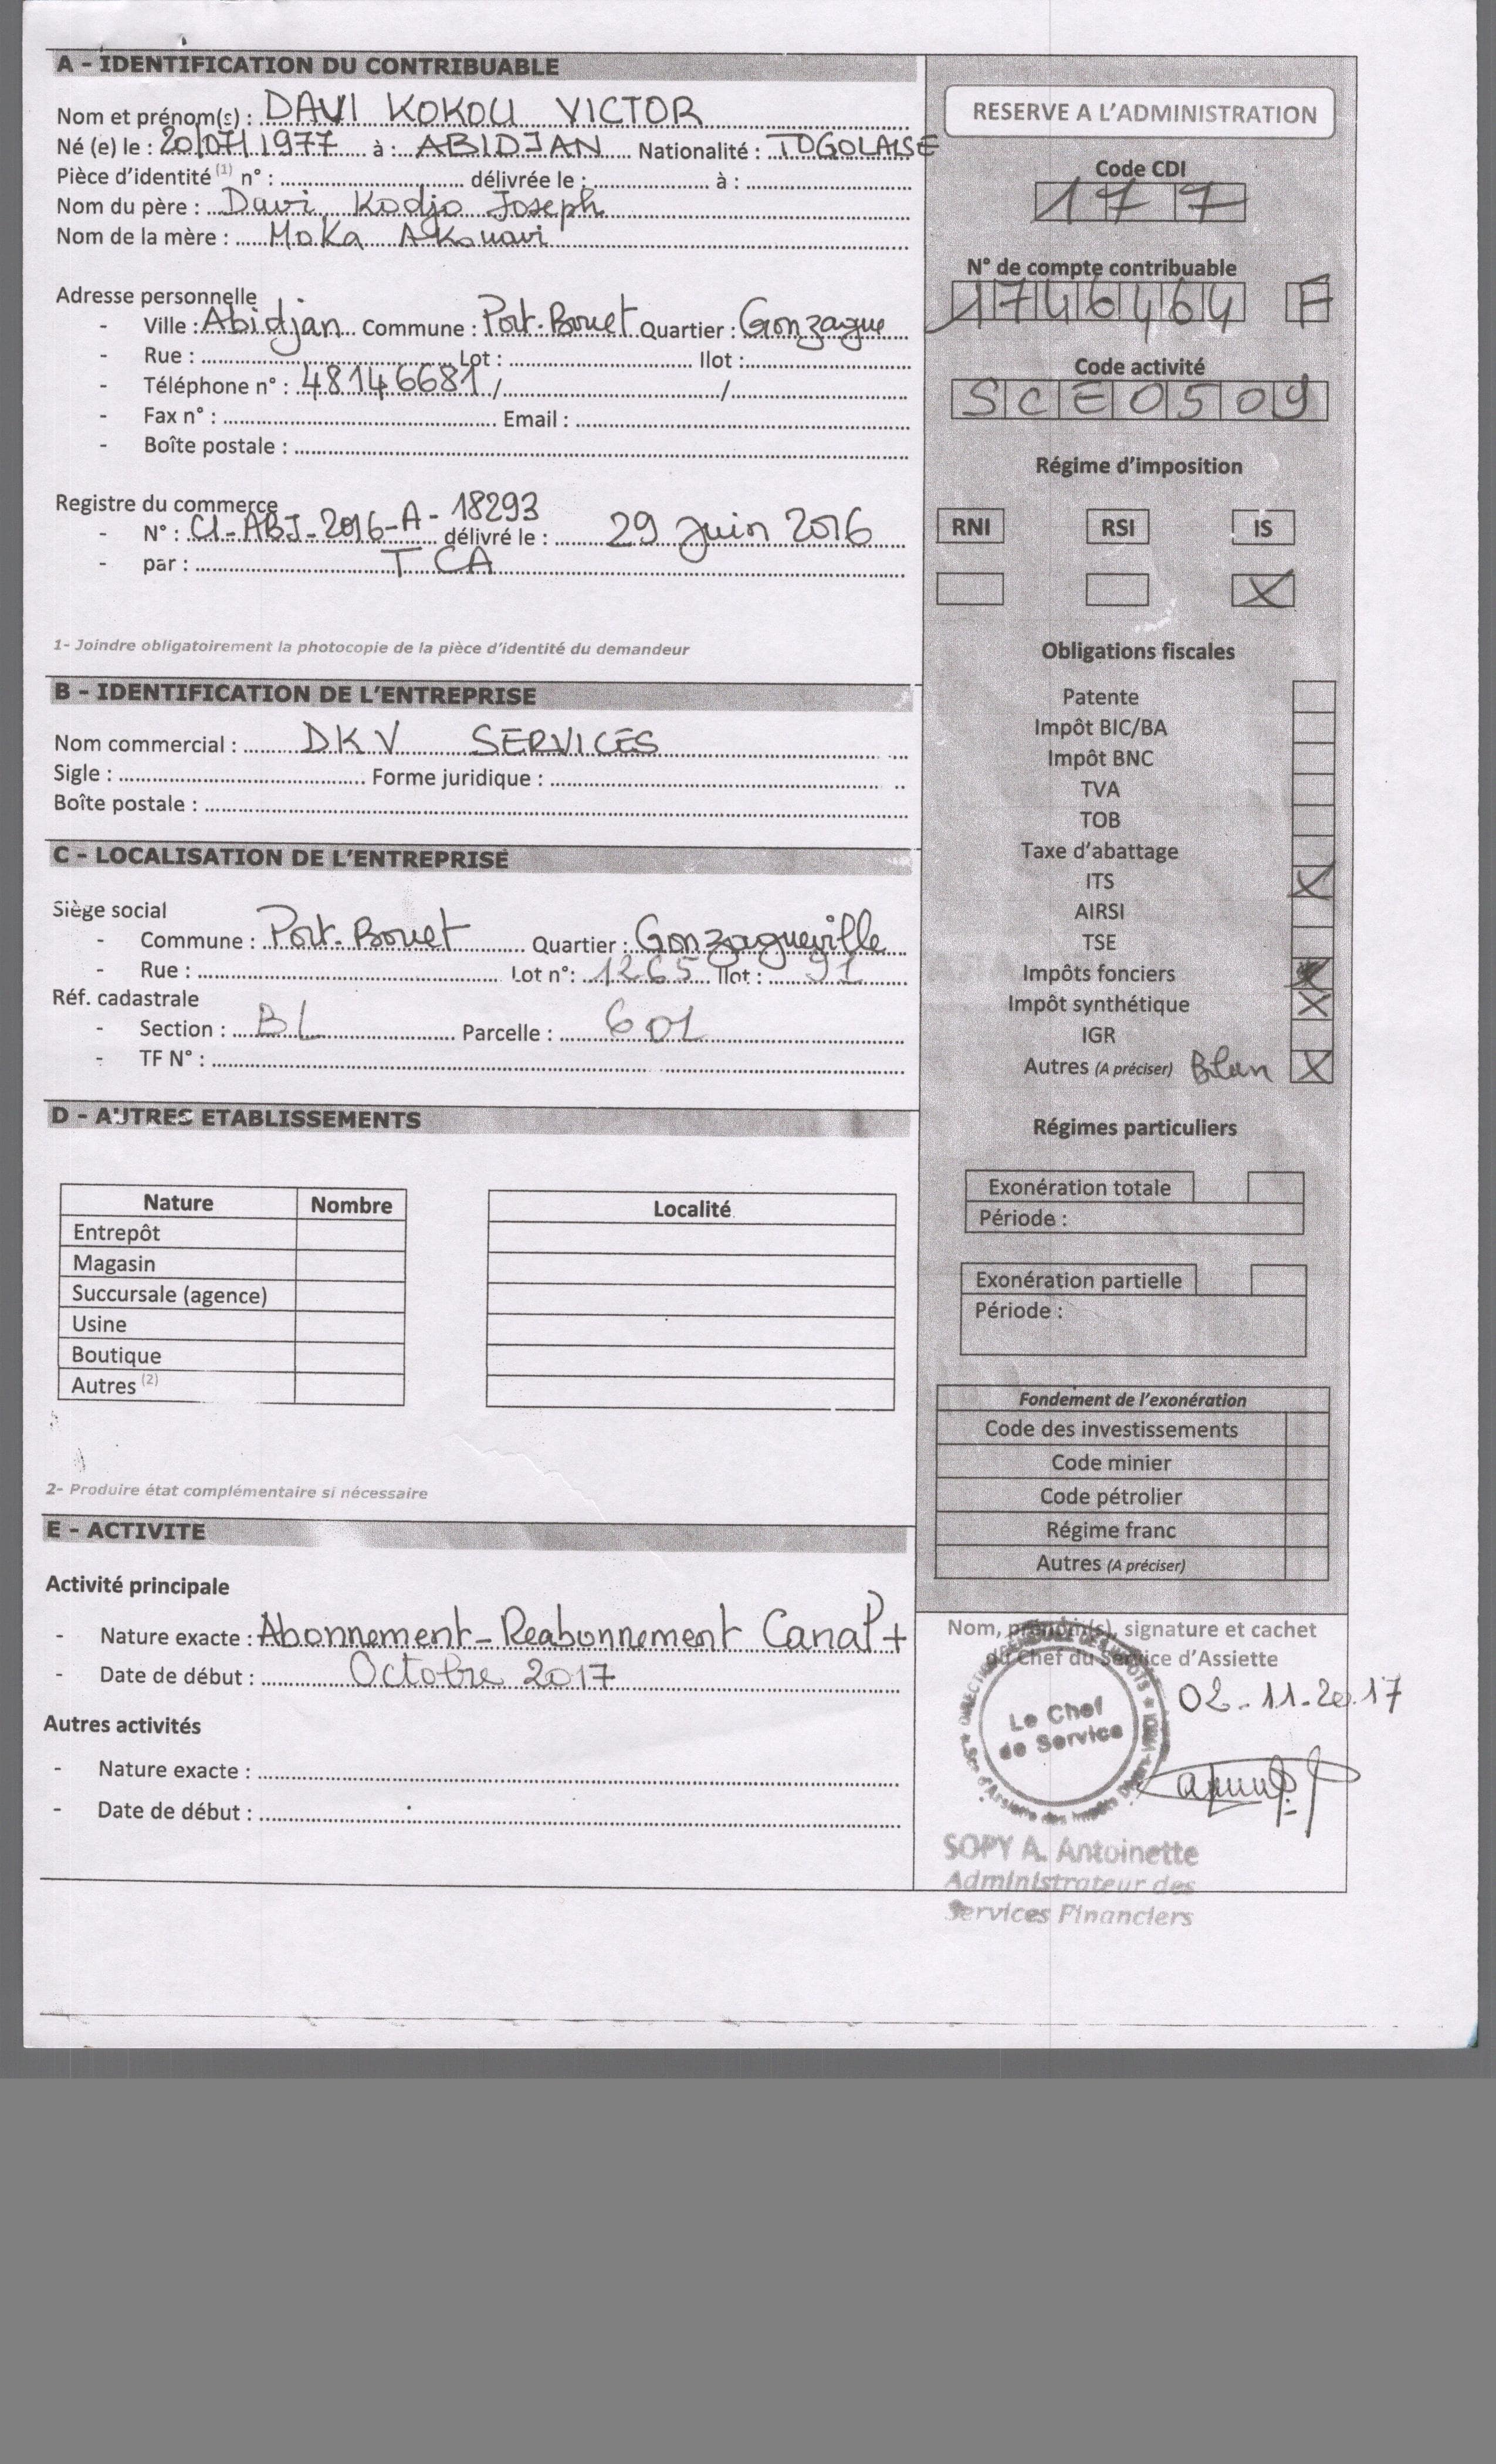 A - IDENTIFICATION DU CONTRIBUABLE
Nom et prénom(s) : DAVI KOKOU VICTOR
Né (e) le : 20/07/1977 à : ABIDJAN Nationalité : TOGOLAISE
Pièce d'identité (1) n° : délivrée le : à :
Nom du père : Davi Kodjo Joseph
Nom de la mère : Moka Akouavi
Adresse personnelle
- Ville : Abidjan Commune : Port-Bouet Quartier : Gonzague
- Rue : Lot : Ilot :
- Téléphone n° : 48146681 / /
- Fax n° : Email :
- Boîte postale :
Registre du commerce
- N° : CI-ABJ-2016-A-18293 délivré le : 29 Juin 2016
- par : TCA
1- Joindre obligatoirement la photocopie de la pièce d'identité du demandeur
B - IDENTIFICATION DE L'ENTREPRISE
Nom commercial : DKV SERVICES
Sigle : Forme juridique :
Boîte postale :
C - LOCALISATION DE L'ENTREPRISE
Siège social
- Commune : Port-Bouet Quartier : Gonzagueville
- Rue : Lot n° : 1265 Ilot : 91
Réf. cadastrale
- Section : BL Parcelle : 601
- TF N° :
D - AUTRES ETABLISSEMENTS
Nature Nombre Localité
Entrepôt
Magasin
Succursale (agence)
Usine
Boutique
Autres (2)
2- Produire état complémentaire si nécessaire
E - ACTIVITE
Activité principale
- Nature exacte : Abonnement - Reabonnement Canal+
- Date de début : Octobre 2017
Autres activités
- Nature exacte :
- Date de début :
RESERVE A L'ADMINISTRATION
Code CDI
177
N° de compte contribuable
1746464 F
Code activité
SCE0509
Régime d'imposition
RNI RSI IS
X
Obligations fiscales
Patente
Impôt BIC/BA
Impôt BNC
TVA
TOB
Taxe d'abattage
ITS X
AIRSI
TSE
Impôts fonciers
Impôt synthétique X
IGR
Autres (A préciser) X
Régimes particuliers
Exonération totale
Période :
Exonération partielle
Période :
Fondement de l'exonération
Code des investissements
Code minier
Code pétrolier
Régime franc
Autres (A préciser)
Nom, prénom(s), signature et cachet
du Chef du Service d'Assiette
02-11-2017
Le Chef
de Service
SOPY A. Antoinette
Administrateur des
Services Financiers